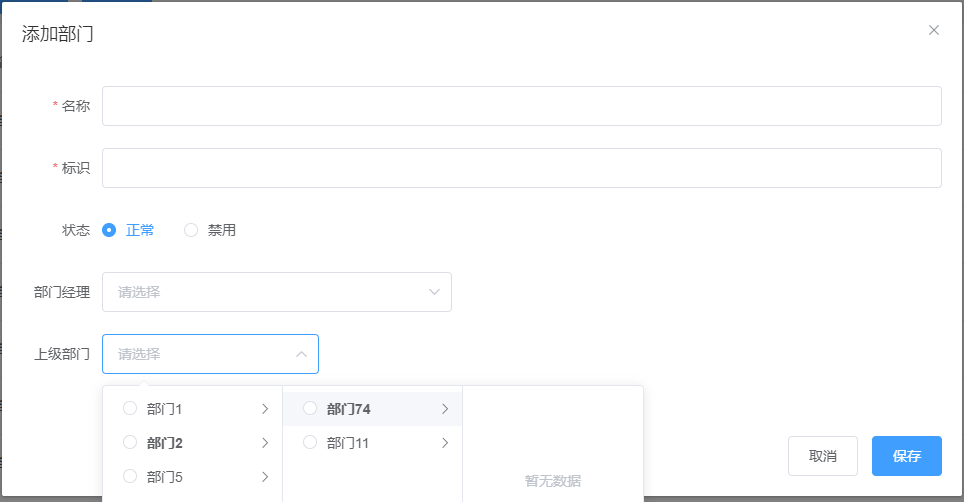 添加部门
* 名称
* 标识
状态 正常 禁用
部门经理 请选择
上级部门 请选择
部门1 部门74
部门2 部门11
部门5
暂无数据
取消 保存